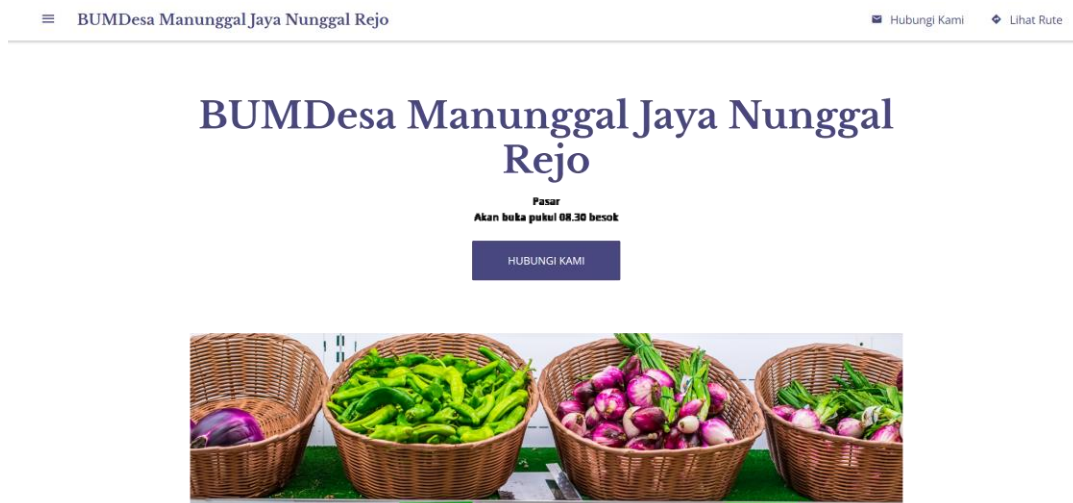 BUMDesa Manunggal Jaya Nunggal Rejo
Hubungi Kami
Lihat Rute
BUMDesa Manunggal Jaya Nunggal
Rejo
Pasar
Akan buka pukul 08.30 besok
HUBUNGI KAMI